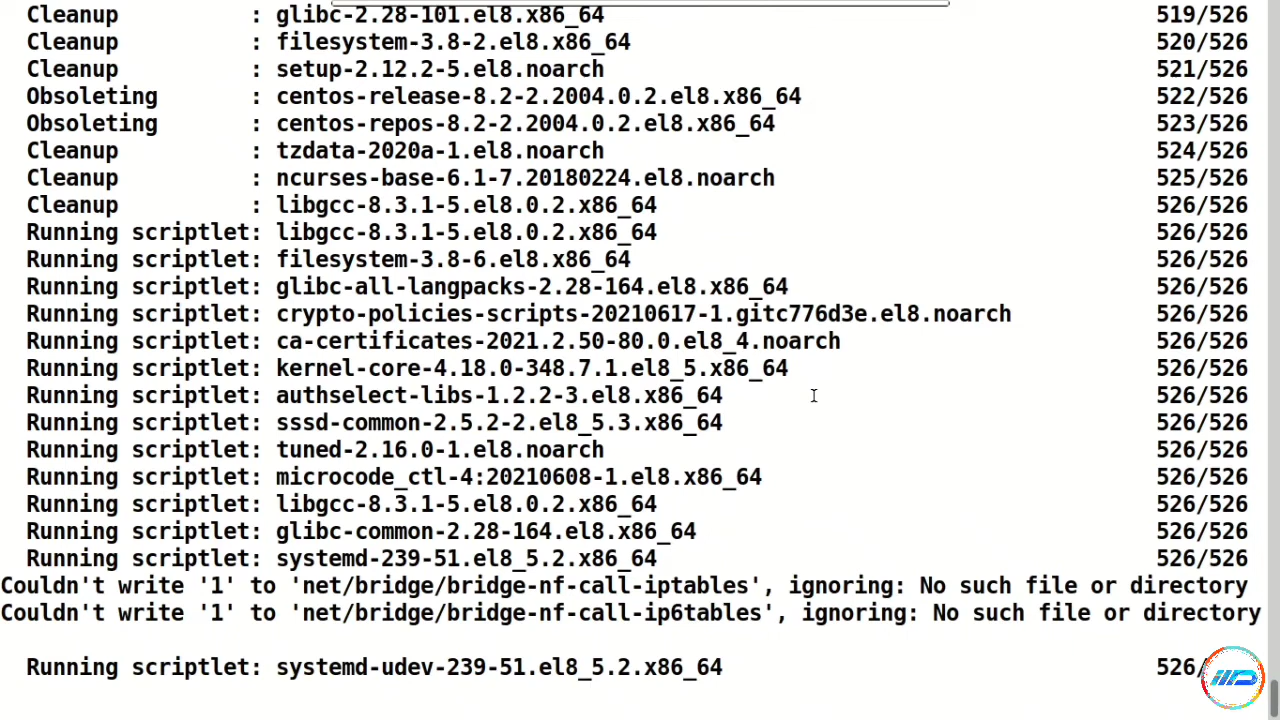 Cleanup : glibc-2.28-101.el8.x86_64 519/526
Cleanup : filesystem-3.8-2.el8.x86_64 520/526
Cleanup : setup-2.12.2-5.el8.noarch 521/526
Obsoleting : centos-release-8.2-2.2004.0.2.el8.x86_64 522/526
Obsoleting : centos-repos-8.2-2.2004.0.2.el8.x86_64 523/526
Cleanup : tzdata-2020a-1.el8.noarch 524/526
Cleanup : ncurses-base-6.1-7.20180224.el8.noarch 525/526
Cleanup : libgcc-8.3.1-5.el8.0.2.x86_64 526/526
Running scriptlet: libgcc-8.3.1-5.el8.0.2.x86_64 526/526
Running scriptlet: filesystem-3.8-6.el8.x86_64 526/526
Running scriptlet: glibc-all-langpacks-2.28-164.el8.x86_64 526/526
Running scriptlet: crypto-policies-scripts-20210617-1.gitc776d3e.el8.noarch 526/526
Running scriptlet: ca-certificates-2021.2.50-80.0.el8_4.noarch 526/526
Running scriptlet: kernel-core-4.18.0-348.7.1.el8_5.x86_64 526/526
Running scriptlet: authselect-libs-1.2.2-3.el8.x86_64 526/526
Running scriptlet: sssd-common-2.5.2-2.el8_5.3.x86_64 526/526
Running scriptlet: tuned-2.16.0-1.el8.noarch 526/526
Running scriptlet: microcode_ctl-4:20210608-1.el8.x86_64 526/526
Running scriptlet: libgcc-8.3.1-5.el8.0.2.x86_64 526/526
Running scriptlet: glibc-common-2.28-164.el8.x86_64 526/526
Running scriptlet: systemd-239-51.el8_5.2.x86_64 526/526
Couldn't write '1' to 'net/bridge/bridge-nf-call-iptables', ignoring: No such file or directory
Couldn't write '1' to 'net/bridge/bridge-nf-call-ip6tables', ignoring: No such file or directory
Running scriptlet: systemd-udev-239-51.el8_5.2.x86_64 526/